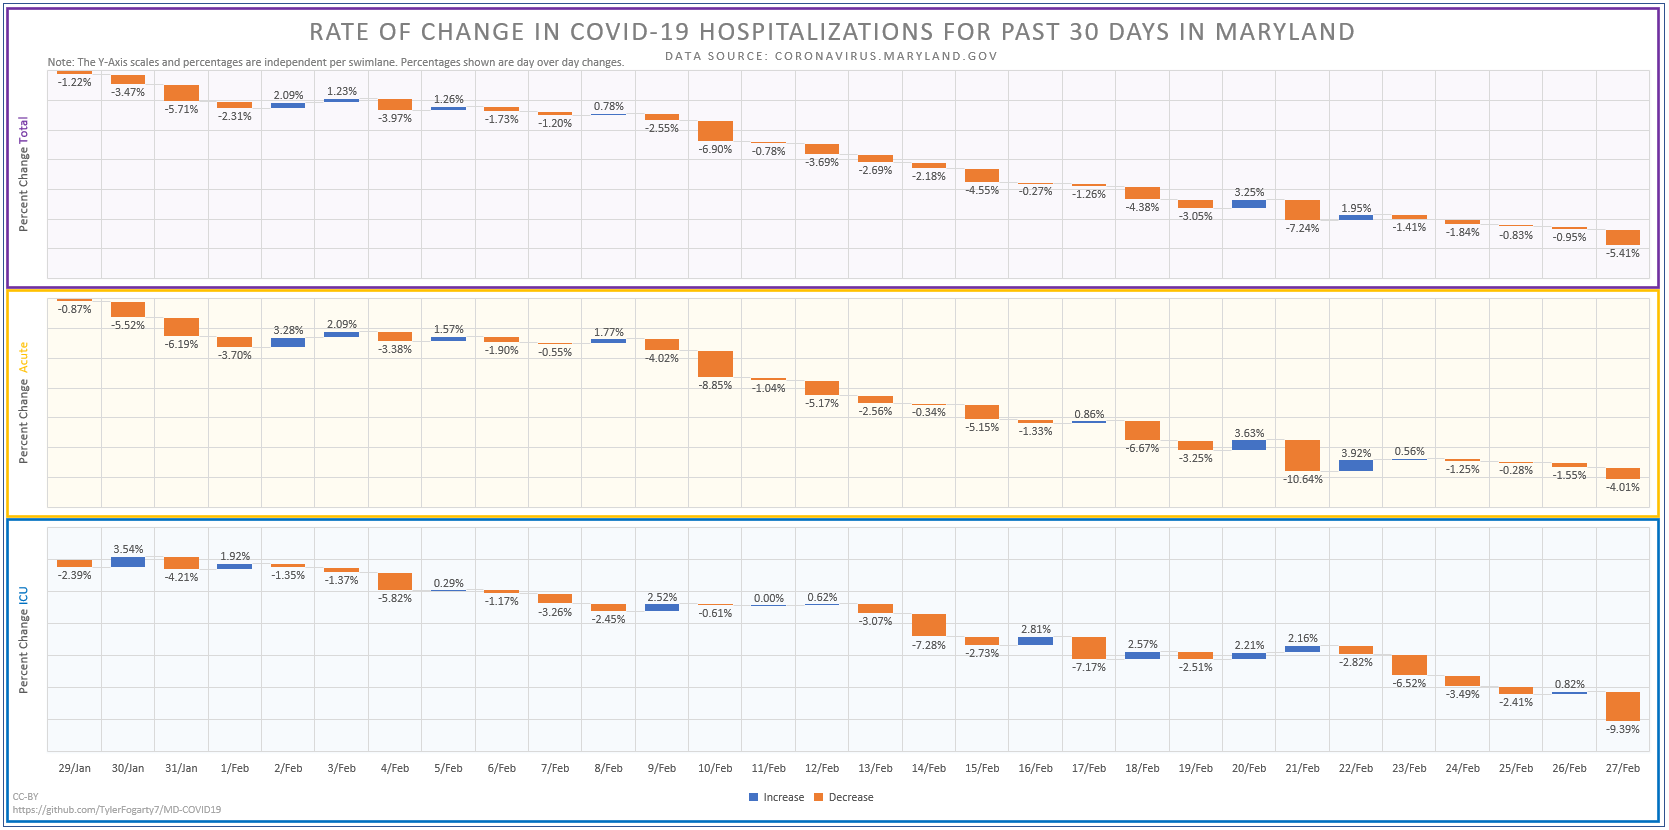 RATE OF CHANGE IN COVID-19 HOSPITALIZATIONS FOR PAST 30 DAYS IN MARYLAND
DATA SOURCE: CORONAVIRUS.MARYLAND.GOV
Note: The Y-Axis scales and percentages are independent per swimlane. Percentages shown are day over day changes.
Percent Change Total
-1.22% -3.47% -5.71% -2.31% 2.09% 1.23% -3.97% 1.26% -1.73% -1.20% 0.78% -2.55% -6.90% -0.78% -3.69% -2.69% -2.18% -4.55% -0.27% -1.26% -4.38% -3.05% 3.25% -7.24% 1.95% -1.41% -1.84% -0.83% -0.95% -5.41%
Percent Change Acute
-0.87% -5.52% -6.19% -3.70% 3.28% 2.09% -3.38% 1.57% -1.90% -0.55% 1.77% -4.02% -8.85% -1.04% -5.17% -2.56% -0.34% -5.15% -1.33% 0.86% -6.67% -3.25% 3.63% -10.64% 3.92% 0.56% -1.25% -0.28% -1.55% -4.01%
Percent Change ICU
-2.39% 3.54% -4.21% 1.92% -1.35% -1.37% -5.82% 0.29% -1.17% -3.26% -2.45% 2.52% -0.61% 0.00% 0.62% -3.07% -7.28% -2.73% 2.81% -7.17% 2.57% -2.51% 2.21% 2.16% -2.82% -6.52% -3.49% -2.41% 0.82% -9.39%
29/Jan 30/Jan 31/Jan 1/Feb 2/Feb 3/Feb 4/Feb 5/Feb 6/Feb 7/Feb 8/Feb 9/Feb 10/Feb 11/Feb 12/Feb 13/Feb 14/Feb 15/Feb 16/Feb 17/Feb 18/Feb 19/Feb 20/Feb 21/Feb 22/Feb 23/Feb 24/Feb 25/Feb 26/Feb 27/Feb
Increase Decrease
CC-BY
https://github.com/TylerFogarty7/MD-COVID19